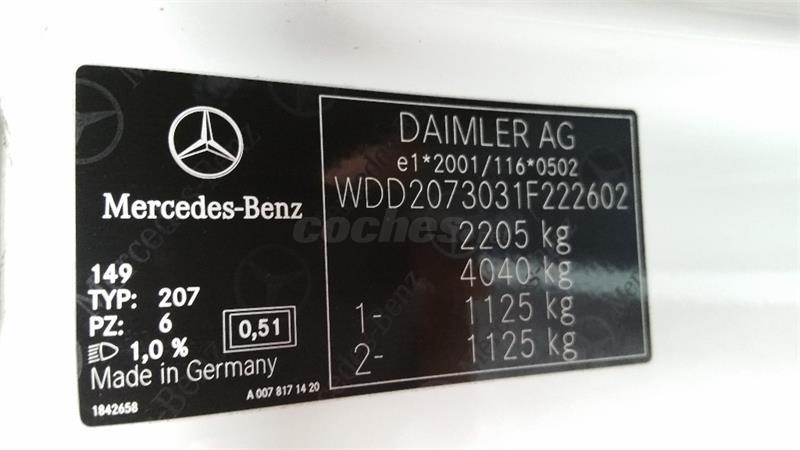 Mercedes-Benz
149
TYP: 207
PZ: 6
1,0 %
0,51
Made in Germany
1842658
A 007 817 14 20
DAIMLER AG
e1*2001/116*0502
WDD2073031F222602
2205 kg
4040 kg
1- 1125 kg
2- 1125 kg
coches